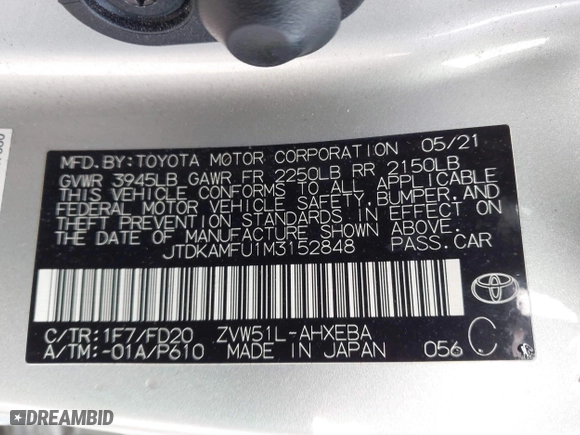 MFD. BY: TOYOTA MOTOR CORPORATION 05/21
GVWR 3945LB GAWR FR 2250LB RR 2150LB
THIS VEHICLE CONFORMS TO ALL APPLICABLE
FEDERAL MOTOR VEHICLE SAFETY, BUMPER, AND
THEFT PREVENTION STANDARDS IN EFFECT ON
THE DATE OF MANUFACTURE SHOWN ABOVE.
JTDKAMFU1M3152848 PASS. CAR
C/TR: 1F7/FD20 ZVW51L-AHXEBA
A/TM: -01A/P610 MADE IN JAPAN 056 C
TOYOTA
DREAMBID